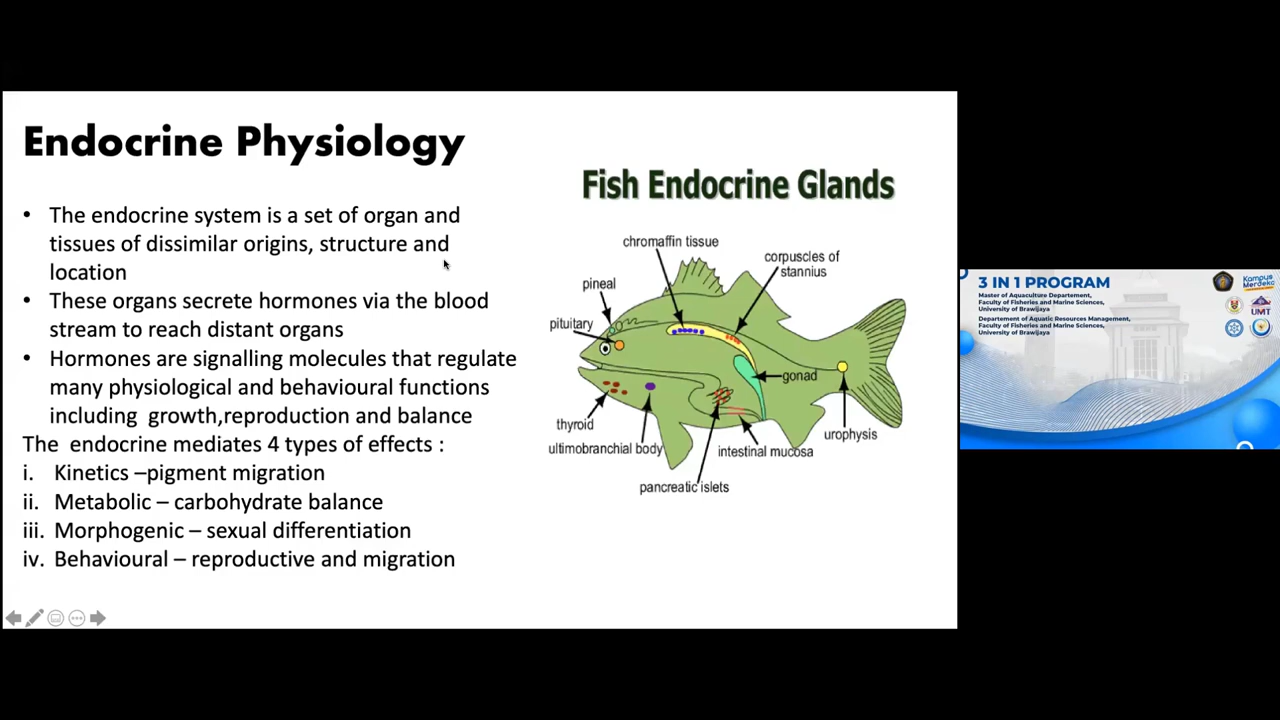 Endocrine Physiology
• The endocrine system is a set of organ and
tissues of dissimilar origins, structure and
location
• These organs secrete hormones via the blood
stream to reach distant organs
• Hormones are signalling molecules that regulate
many physiological and behavioural functions
including growth,reproduction and balance
The endocrine mediates 4 types of effects :
i. Kinetics –pigment migration
ii. Metabolic – carbohydrate balance
iii. Morphogenic – sexual differentiation
iv. Behavioural – reproductive and migration
Fish Endocrine Glands
chromaffin tissue
corpuscles of
stannius
pineal
pituitary
gonad
thyroid
ultimobranchial body
intestinal mucosa
urophysis
pancreatic islets
3 IN 1 PROGRAM
Master of Aquaculture Departement,
Faculty of Fisheries and Marine Sciences,
University of Brawijaya
Departement of Aquatic Resources Management,
Faculty of Fisheries and Marine Sciences,
University of Brawijaya
Kampus
Merdeka
UMT